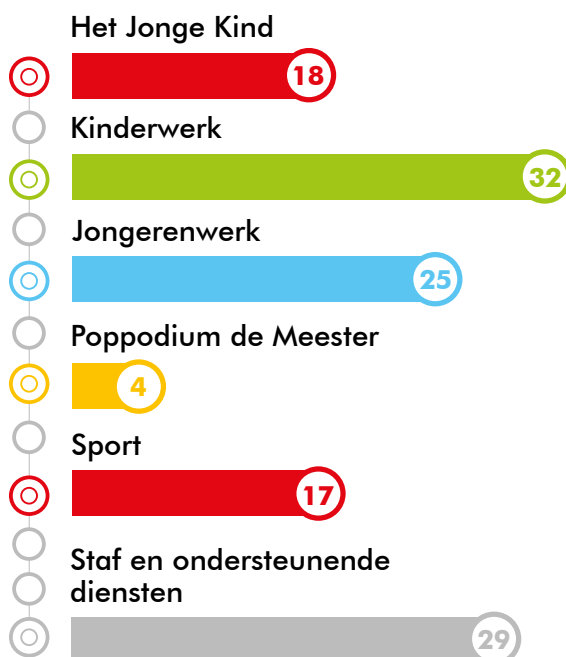 Het Jonge Kind
18
Kinderwerk
32
Jongerenwerk
25
Poppodium de Meester
4
Sport
17
Staf en ondersteunende
diensten
29